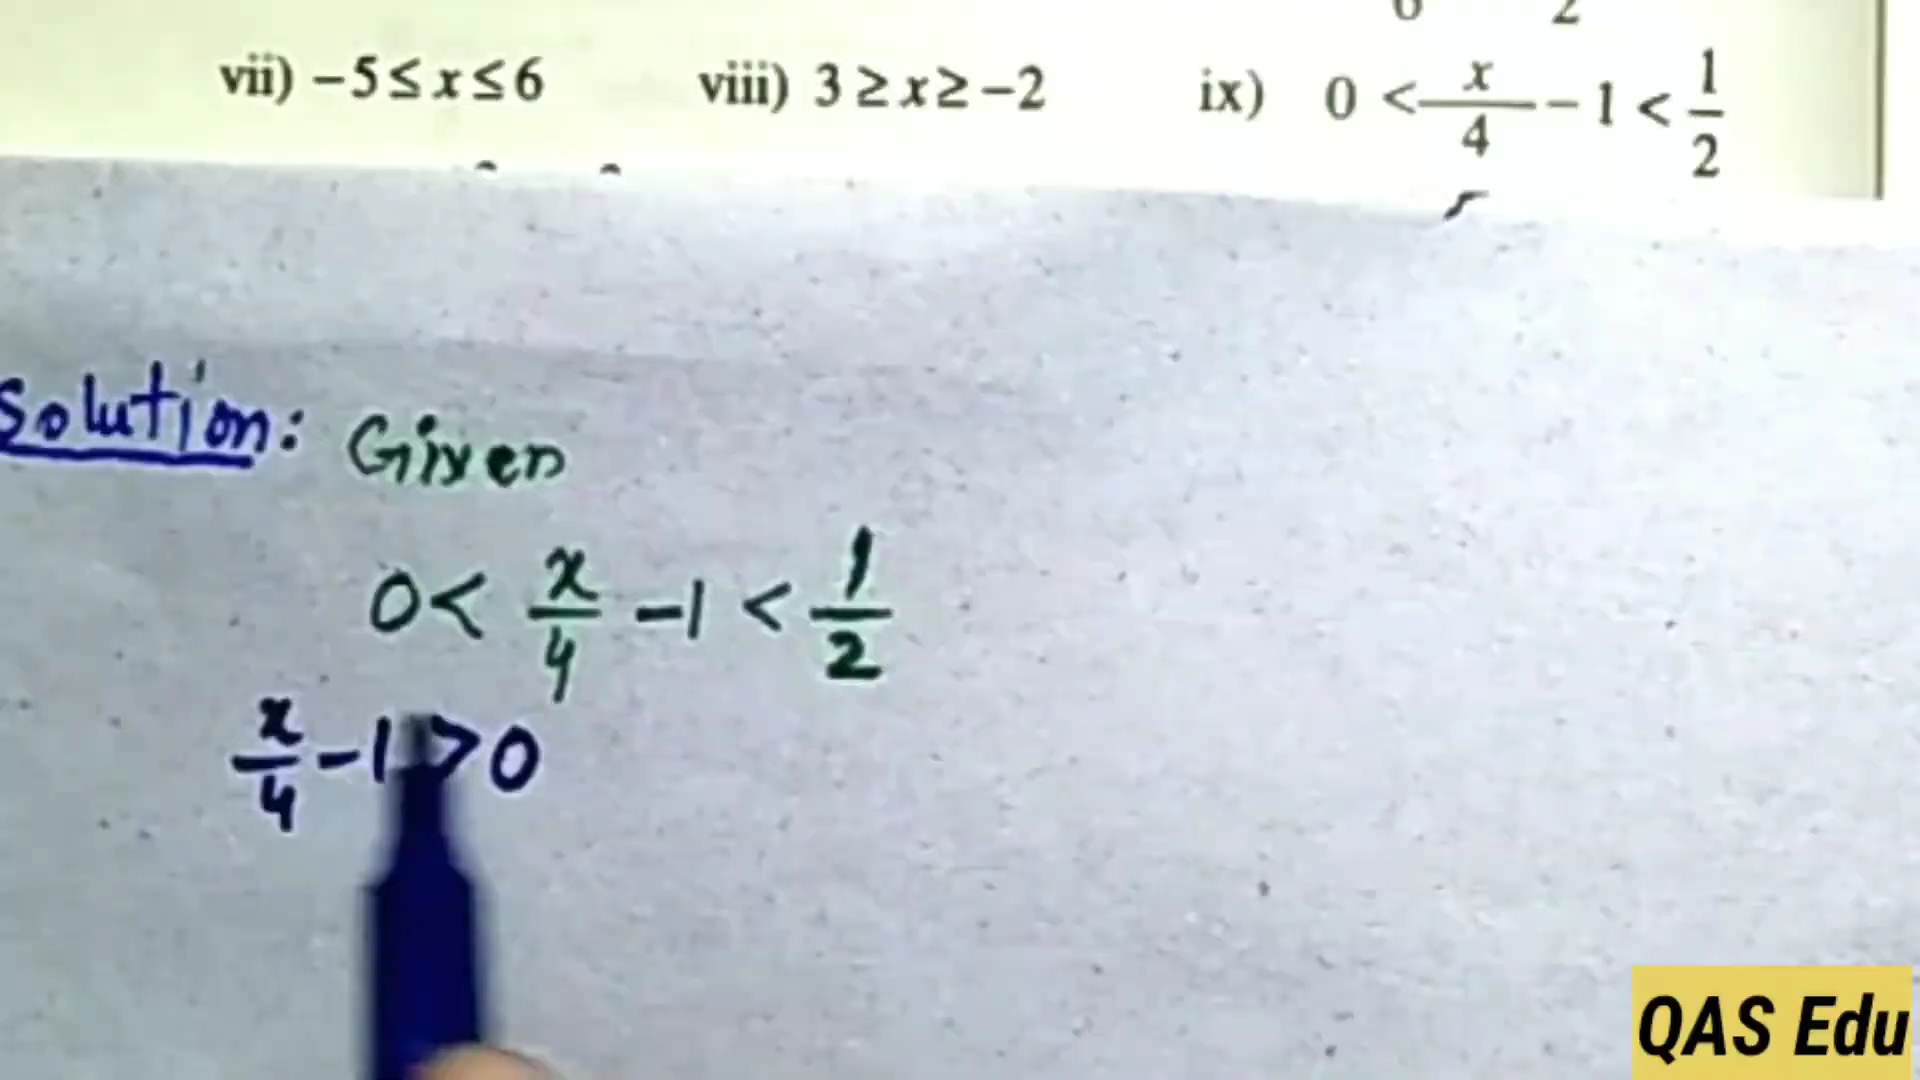 vii) −5 ≤ x ≤ 6 viii) 3 ≥ x ≥ −2 ix) 0 < x/4 − 1 < 1/2
Solution: Given
0 < x/4 − 1 < 1/2
x/4 − 1 > 0
QAS Edu